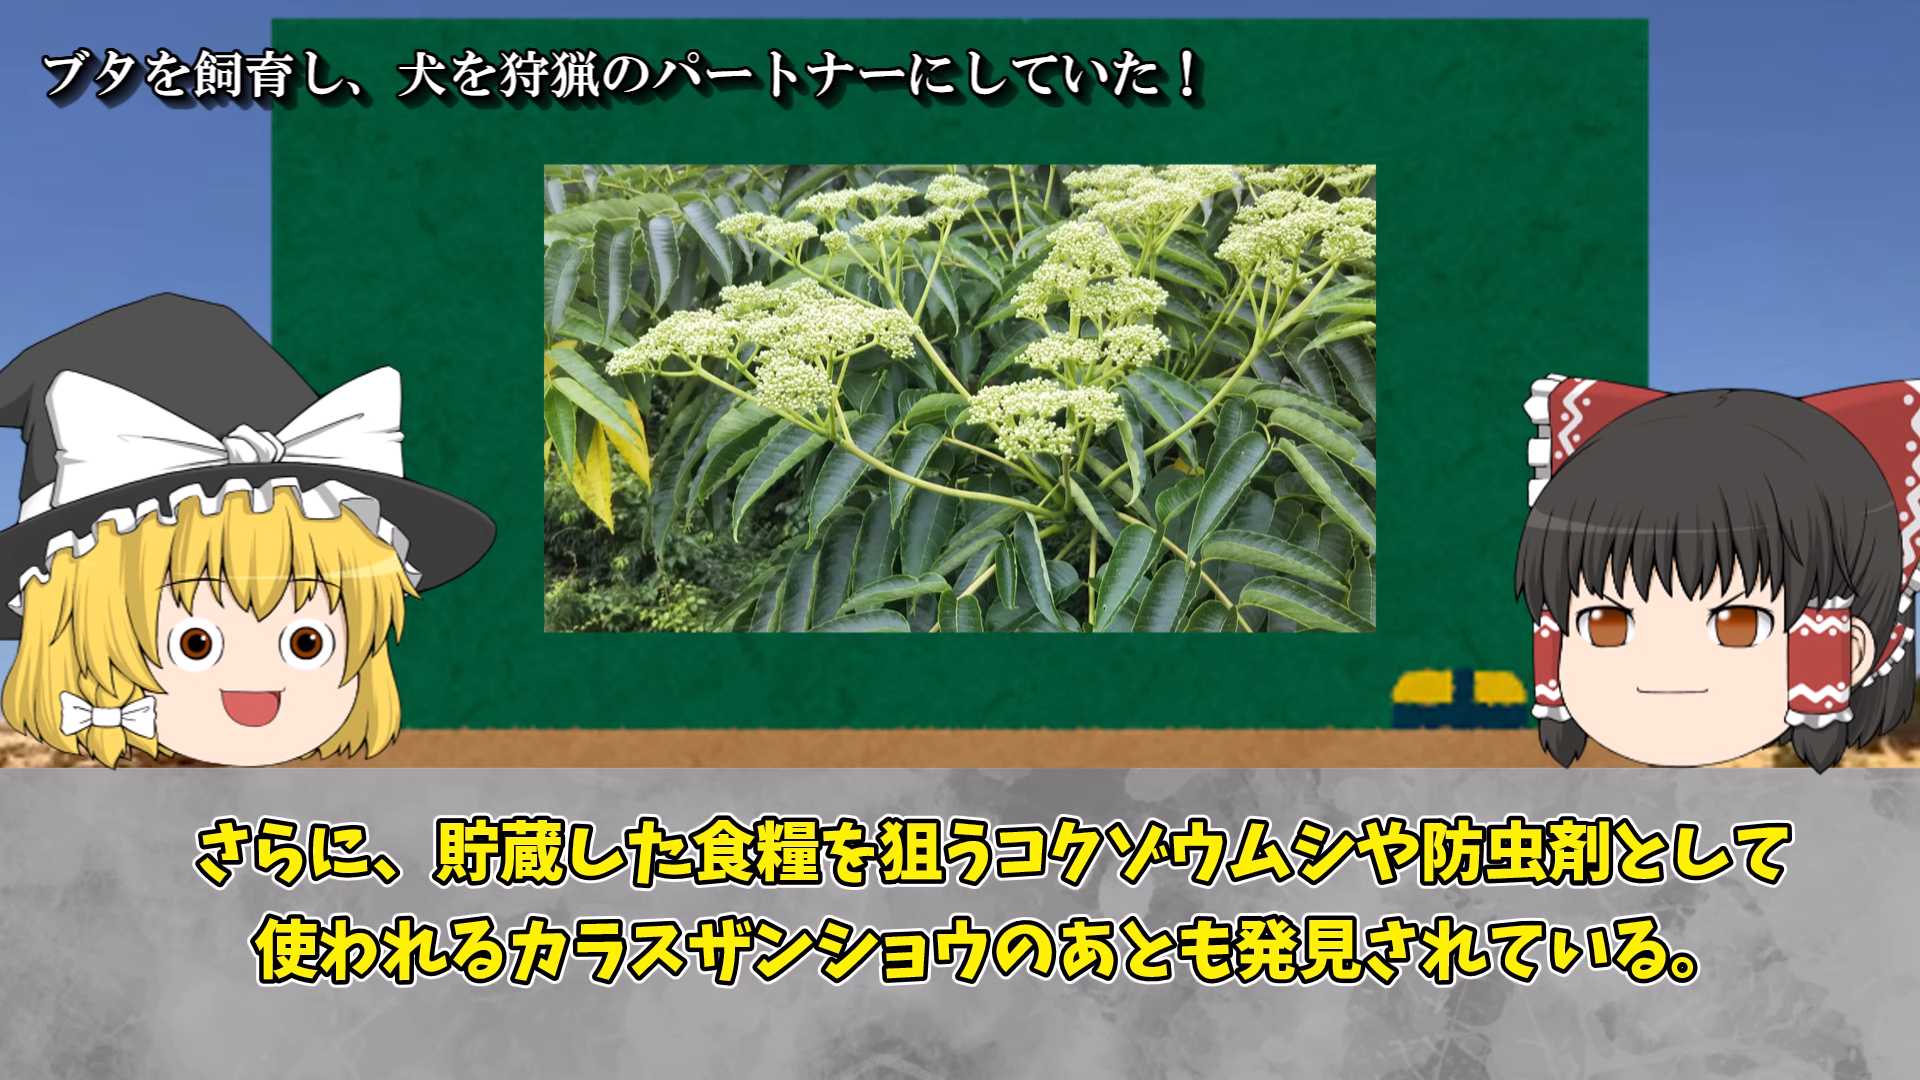 ブタを飼育し、犬を狩猟のパートナーにしていた！
さらに、貯蔵した食糧を狙うコクゾウムシや防虫剤として
使われるカラスザンショウのあとも発見されている。